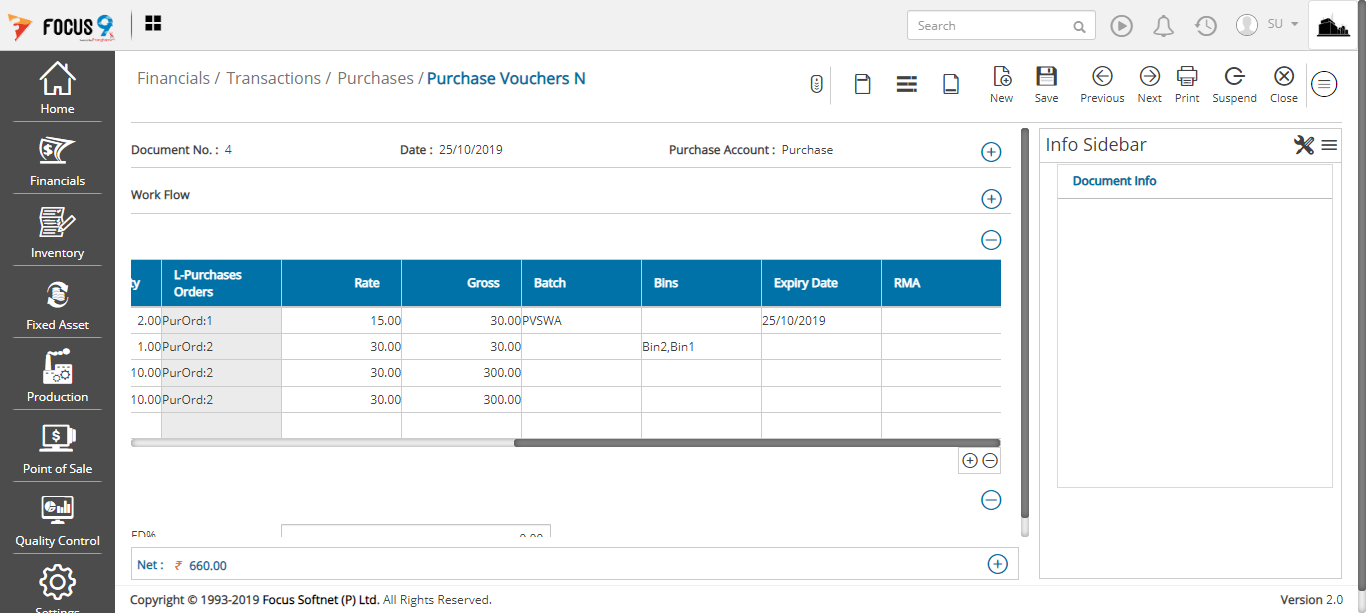 FOCUS 9
Search
SU
Home
Financials
Inventory
Fixed Asset
Production
Point of Sale
Quality Control
Settings
Financials / Transactions / Purchases / Purchase Vouchers N
New Save Previous Next Print Suspend Close
Document No. : 4 Date : 25/10/2019 Purchase Account : Purchase
Work Flow
ty L-Purchases Orders Rate Gross Batch Bins Expiry Date RMA
2.00 PurOrd:1 15.00 30.00 PVSWA 25/10/2019
1.00 PurOrd:2 30.00 30.00 Bin2,Bin1
10.00 PurOrd:2 30.00 300.00
10.00 PurOrd:2 30.00 300.00
ED% 0.00
Net : ₹ 660.00
Info Sidebar
Document Info
Copyright © 1993-2019 Focus Softnet (P) Ltd. All Rights Reserved.
Version 2.0